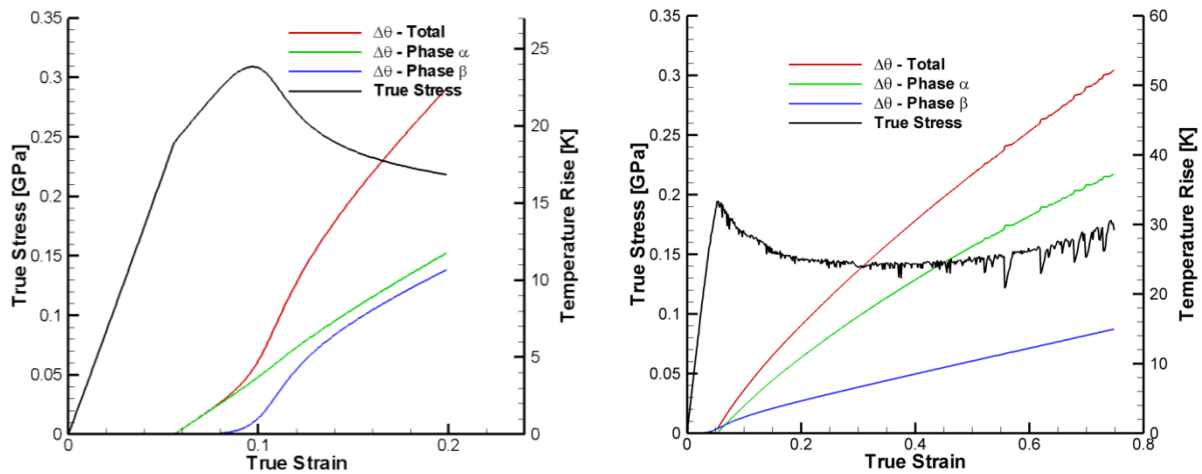 0.35
0.3
0.25
0.2
0.15
0.1
0.05
0
True Stress [GPa]
Δθ - Total
Δθ - Phase α
Δθ - Phase β
True Stress
25
20
15
10
5
0
Temperature Rise [K]
0
0.1
0.2
True Strain
0.35
0.3
0.25
0.2
0.15
0.1
0.05
0
True Stress [GPa]
Δθ - Total
Δθ - Phase α
Δθ - Phase β
True Stress
60
50
40
30
20
10
0
Temperature Rise [K]
0
0.2
0.4
0.6
0.8
True Strain